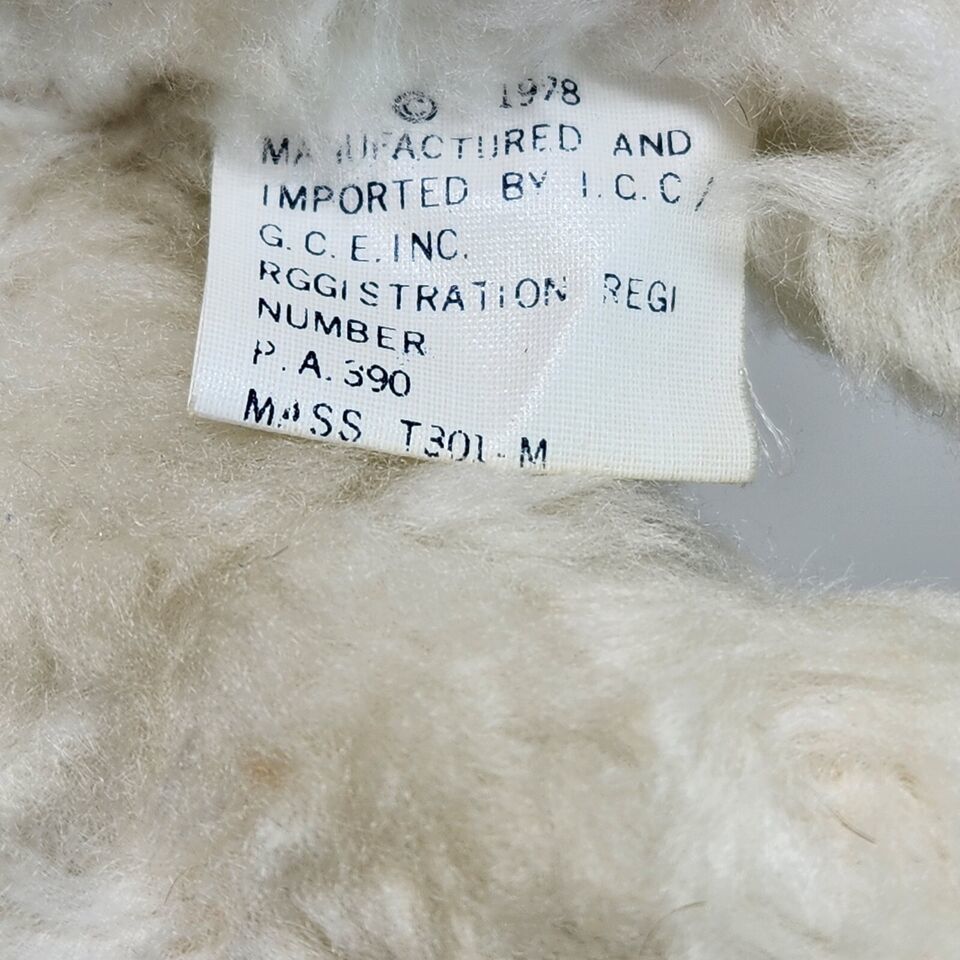 © 1978
MANUFACTURED AND
IMPORTED BY I.C.C/
G.C.E.INC.
RGGISTRATION REGI
NUMBER
P.A.390
MASS T301-M